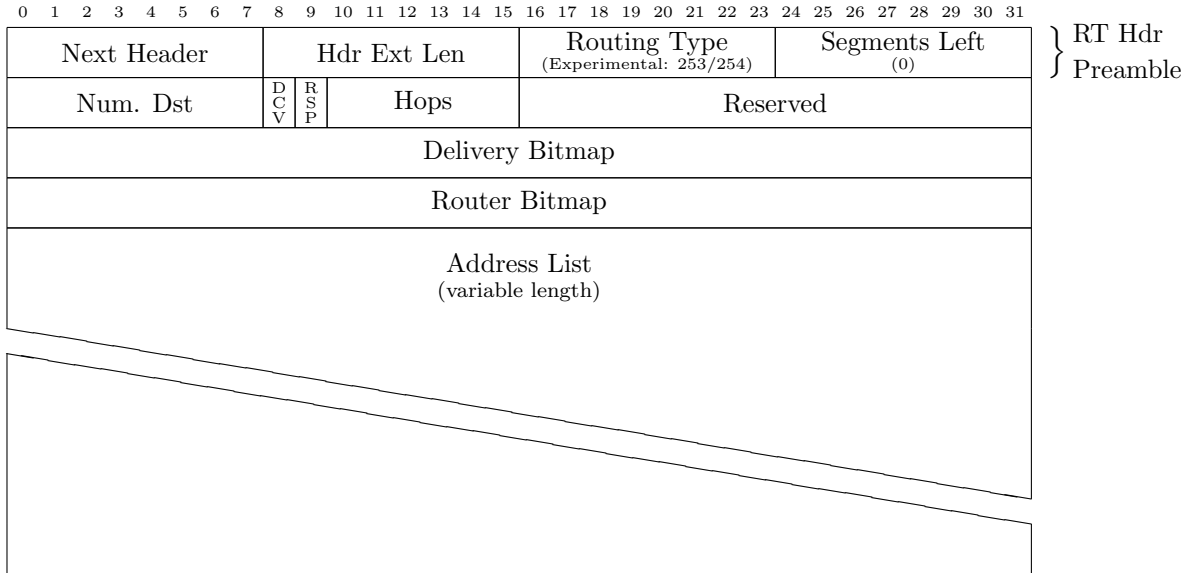 0 1 2 3 4 5 6 7 8 9 10 11 12 13 14 15 16 17 18 19 20 21 22 23 24 25 26 27 28 29 30 31
Next Header Hdr Ext Len Routing Type Segments Left RT Hdr
(Experimental: 253/254) (0) Preamble
Num. Dst DCV RSP Hops Reserved
Delivery Bitmap
Router Bitmap
Address List
(variable length)